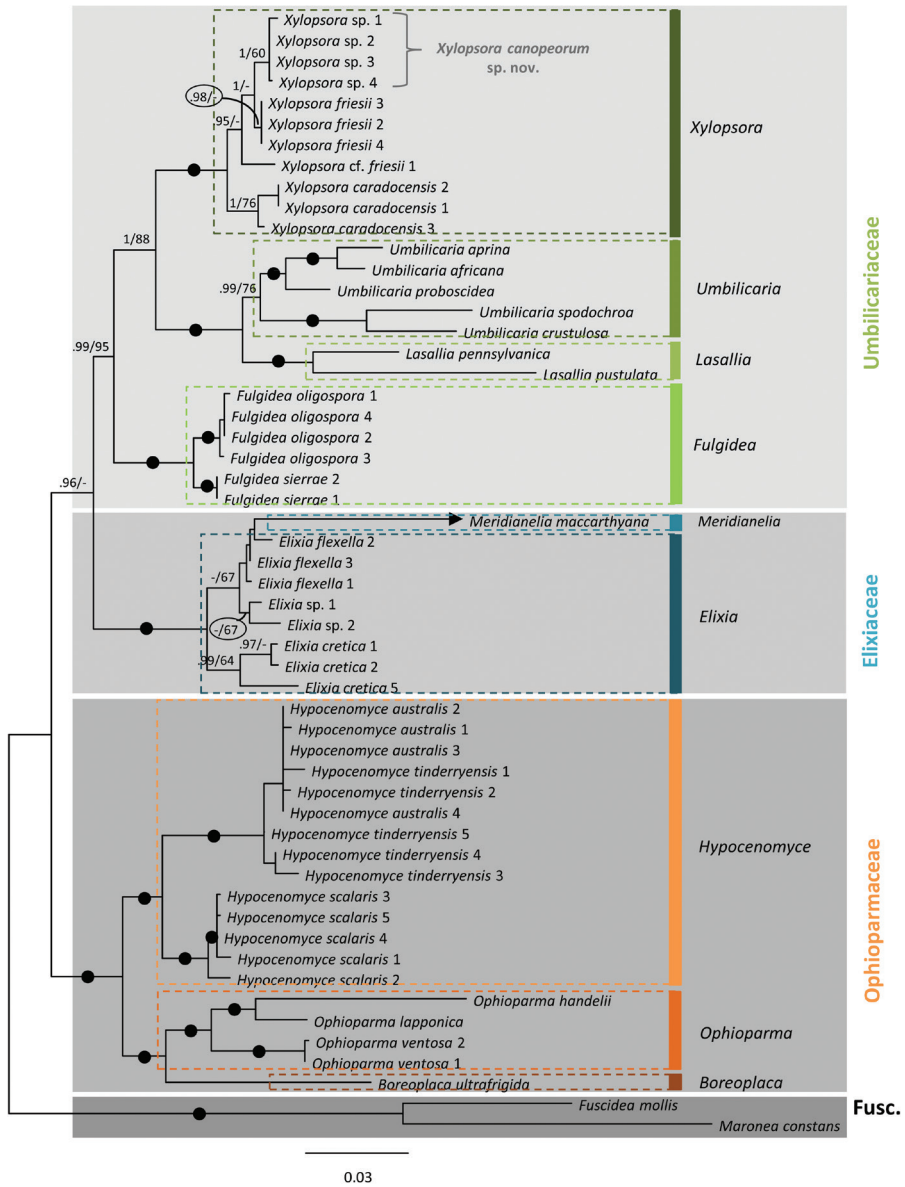 Xylopsora sp. 1
Xylopsora sp. 2
Xylopsora sp. 3
Xylopsora sp. 4
Xylopsora canopeorum
sp. nov.
1/60
1/-
.98/-
Xylopsora friesii 3
Xylopsora friesii 2
Xylopsora friesii 4
.95/-
Xylopsora cf. friesii 1
Xylopsora caradocensis 2
1/76
Xylopsora caradocensis 1
Xylopsora caradocensis 3
Xylopsora
1/88
Umbilicaria aprina
Umbilicaria africana
.99/76
Umbilicaria proboscidea
Umbilicaria spodochroa
Umbilicaria crustulosa
Umbilicaria
.99/95
Lasallia pennsylvanica
Lasallia pustulata
Lasallia
Fulgidea oligospora 1
Fulgidea oligospora 4
Fulgidea oligospora 2
Fulgidea oligospora 3
Fulgidea sierrae 2
Fulgidea sierrae 1
Fulgidea
Umbilicariaceae
.96/-
Meridianelia maccarthyana
Meridianelia
Elixia flexella 2
Elixia flexella 3
-/67
Elixia flexella 1
Elixia sp. 1
-/67
Elixia sp. 2
.97/-
Elixia cretica 1
.99/64
Elixia cretica 2
Elixia cretica 5
Elixia
Elixiaceae
Hypocenomyce australis 2
Hypocenomyce australis 1
Hypocenomyce australis 3
Hypocenomyce tinderryensis 1
Hypocenomyce tinderryensis 2
Hypocenomyce australis 4
Hypocenomyce tinderryensis 5
Hypocenomyce tinderryensis 4
Hypocenomyce tinderryensis 3
Hypocenomyce scalaris 3
Hypocenomyce scalaris 5
Hypocenomyce scalaris 4
Hypocenomyce scalaris 1
Hypocenomyce scalaris 2
Hypocenomyce
Ophioparma handelii
Ophioparma lapponica
Ophioparma ventosa 2
Ophioparma ventosa 1
Ophioparma
Boreoplaca ultrafrigida
Boreoplaca
Ophioparmaceae
Fuscidea mollis
Maronea constans
Fusc.
0.03